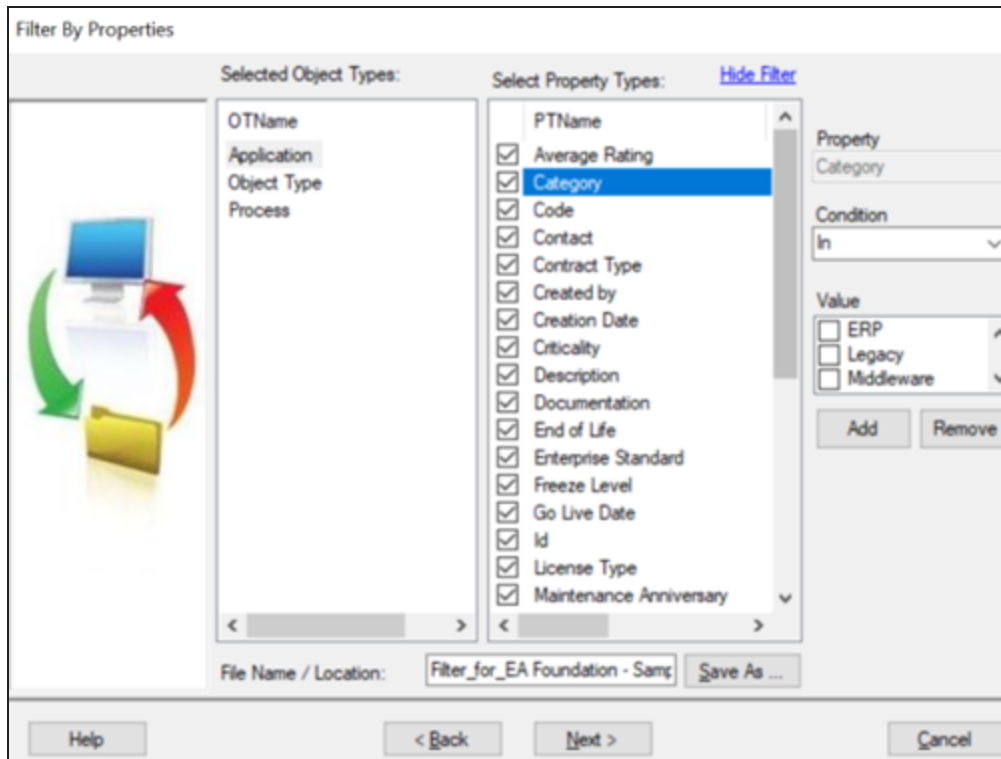 Filter By Properties
Selected Object Types:
Select Property Types:
Hide Filter
OTName
Application
Object Type
Process
PTName
Average Rating
Category
Code
Contact
Contract Type
Created by
Creation Date
Criticality
Description
Documentation
End of Life
Enterprise Standard
Freeze Level
Go Live Date
Id
License Type
Maintenance Anniversary
Property
Category
Condition
In
Value
ERP
Legacy
Middleware
Add
Remove
File Name / Location:
Filter_for_EA Foundation - Samp
Save As ...
Help
< Back
Next >
Cancel